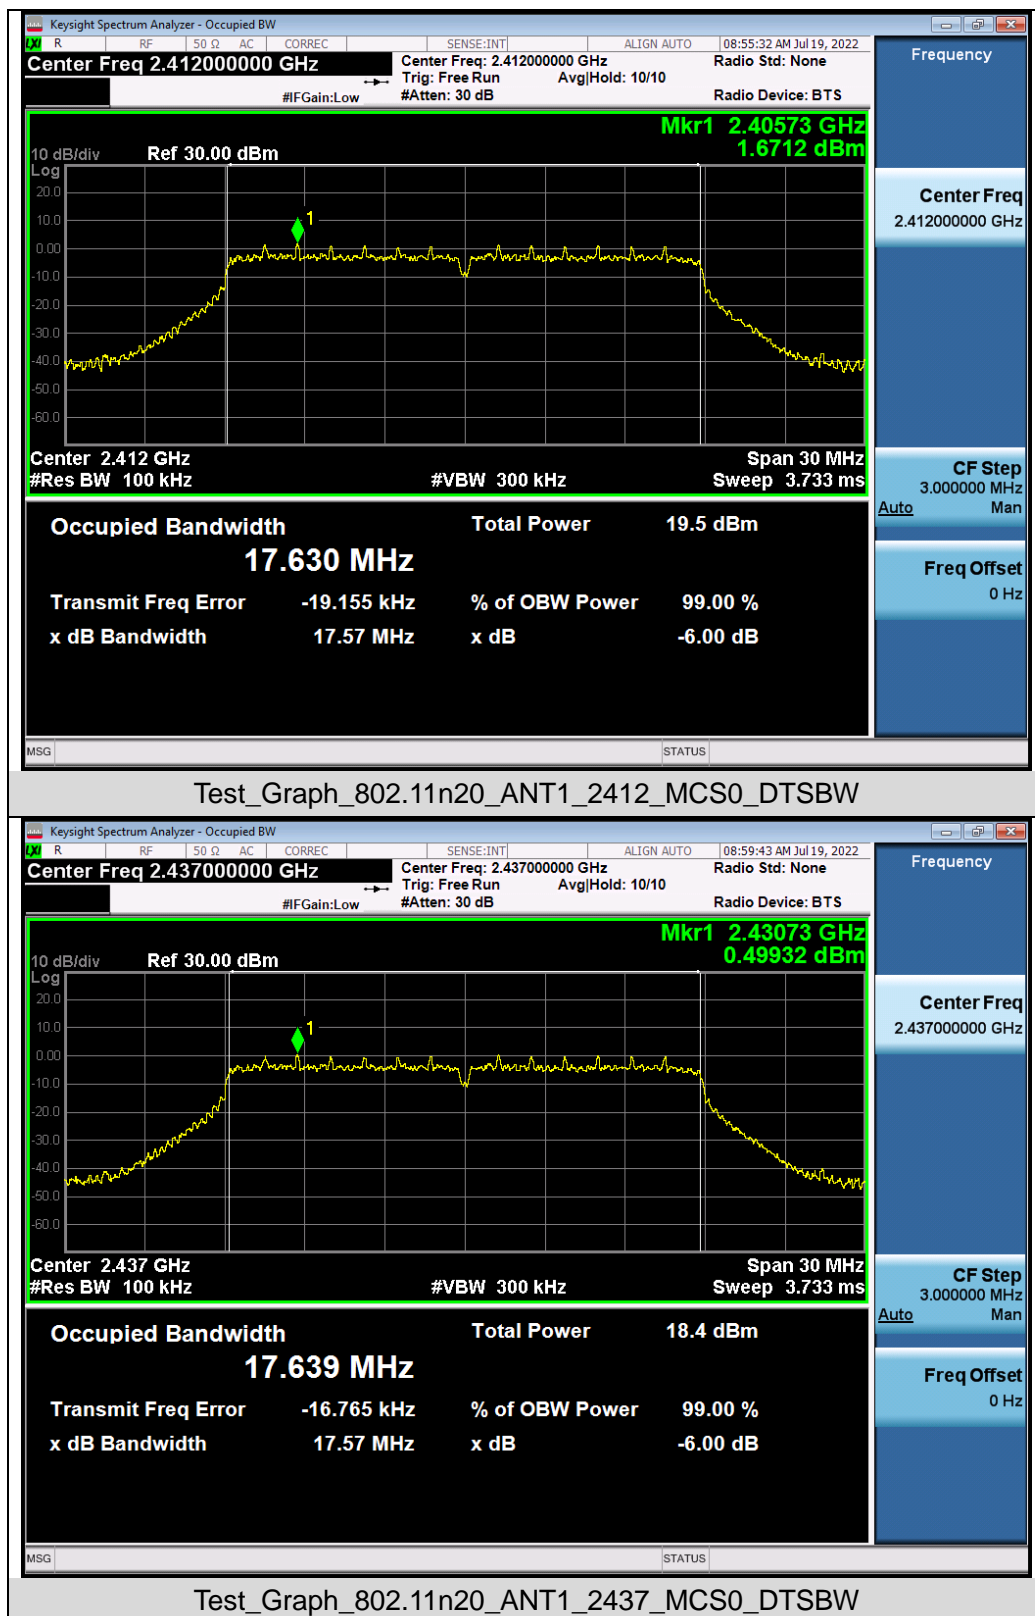 Keysight Spectrum Analyzer - Occupied BW
LXI R RF 50 Ω AC CORREC SENSE:INT ALIGN AUTO 08:55:32 AM Jul 19, 2022
Center Freq 2.412000000 GHz
Center Freq: 2.412000000 GHz
Radio Std: None
Trig: Free Run Avg|Hold: 10/10
#IFGain:Low
#Atten: 30 dB
Radio Device: BTS
Frequency
Mkr1 2.40573 GHz
1.6712 dBm
10 dB/div
Ref 30.00 dBm
Log
20.0
10.0
0.00
-10.0
-20.0
-30.0
-40.0
-50.0
-60.0
1
Center 2.412 GHz
Span 30 MHz
#Res BW 100 kHz
#VBW 300 kHz
Sweep 3.733 ms
Center Freq
2.412000000 GHz
CF Step
3.000000 MHz
Auto Man
Freq Offset
0 Hz
Occupied Bandwidth
Total Power 19.5 dBm
17.630 MHz
Transmit Freq Error -19.155 kHz % of OBW Power 99.00 %
x dB Bandwidth 17.57 MHz x dB -6.00 dB
MSG STATUS
Test_Graph_802.11n20_ANT1_2412_MCS0_DTSBW
Keysight Spectrum Analyzer - Occupied BW
LXI R RF 50 Ω AC CORREC SENSE:INT ALIGN AUTO 08:59:43 AM Jul 19, 2022
Center Freq 2.437000000 GHz
Center Freq: 2.437000000 GHz
Radio Std: None
Trig: Free Run Avg|Hold: 10/10
#IFGain:Low
#Atten: 30 dB
Radio Device: BTS
Frequency
Mkr1 2.43073 GHz
0.49932 dBm
10 dB/div
Ref 30.00 dBm
Log
20.0
10.0
0.00
-10.0
-20.0
-30.0
-40.0
-50.0
-60.0
1
Center 2.437 GHz
Span 30 MHz
#Res BW 100 kHz
#VBW 300 kHz
Sweep 3.733 ms
Center Freq
2.437000000 GHz
CF Step
3.000000 MHz
Auto Man
Freq Offset
0 Hz
Occupied Bandwidth
Total Power 18.4 dBm
17.639 MHz
Transmit Freq Error -16.765 kHz % of OBW Power 99.00 %
x dB Bandwidth 17.57 MHz x dB -6.00 dB
MSG STATUS
Test_Graph_802.11n20_ANT1_2437_MCS0_DTSBW